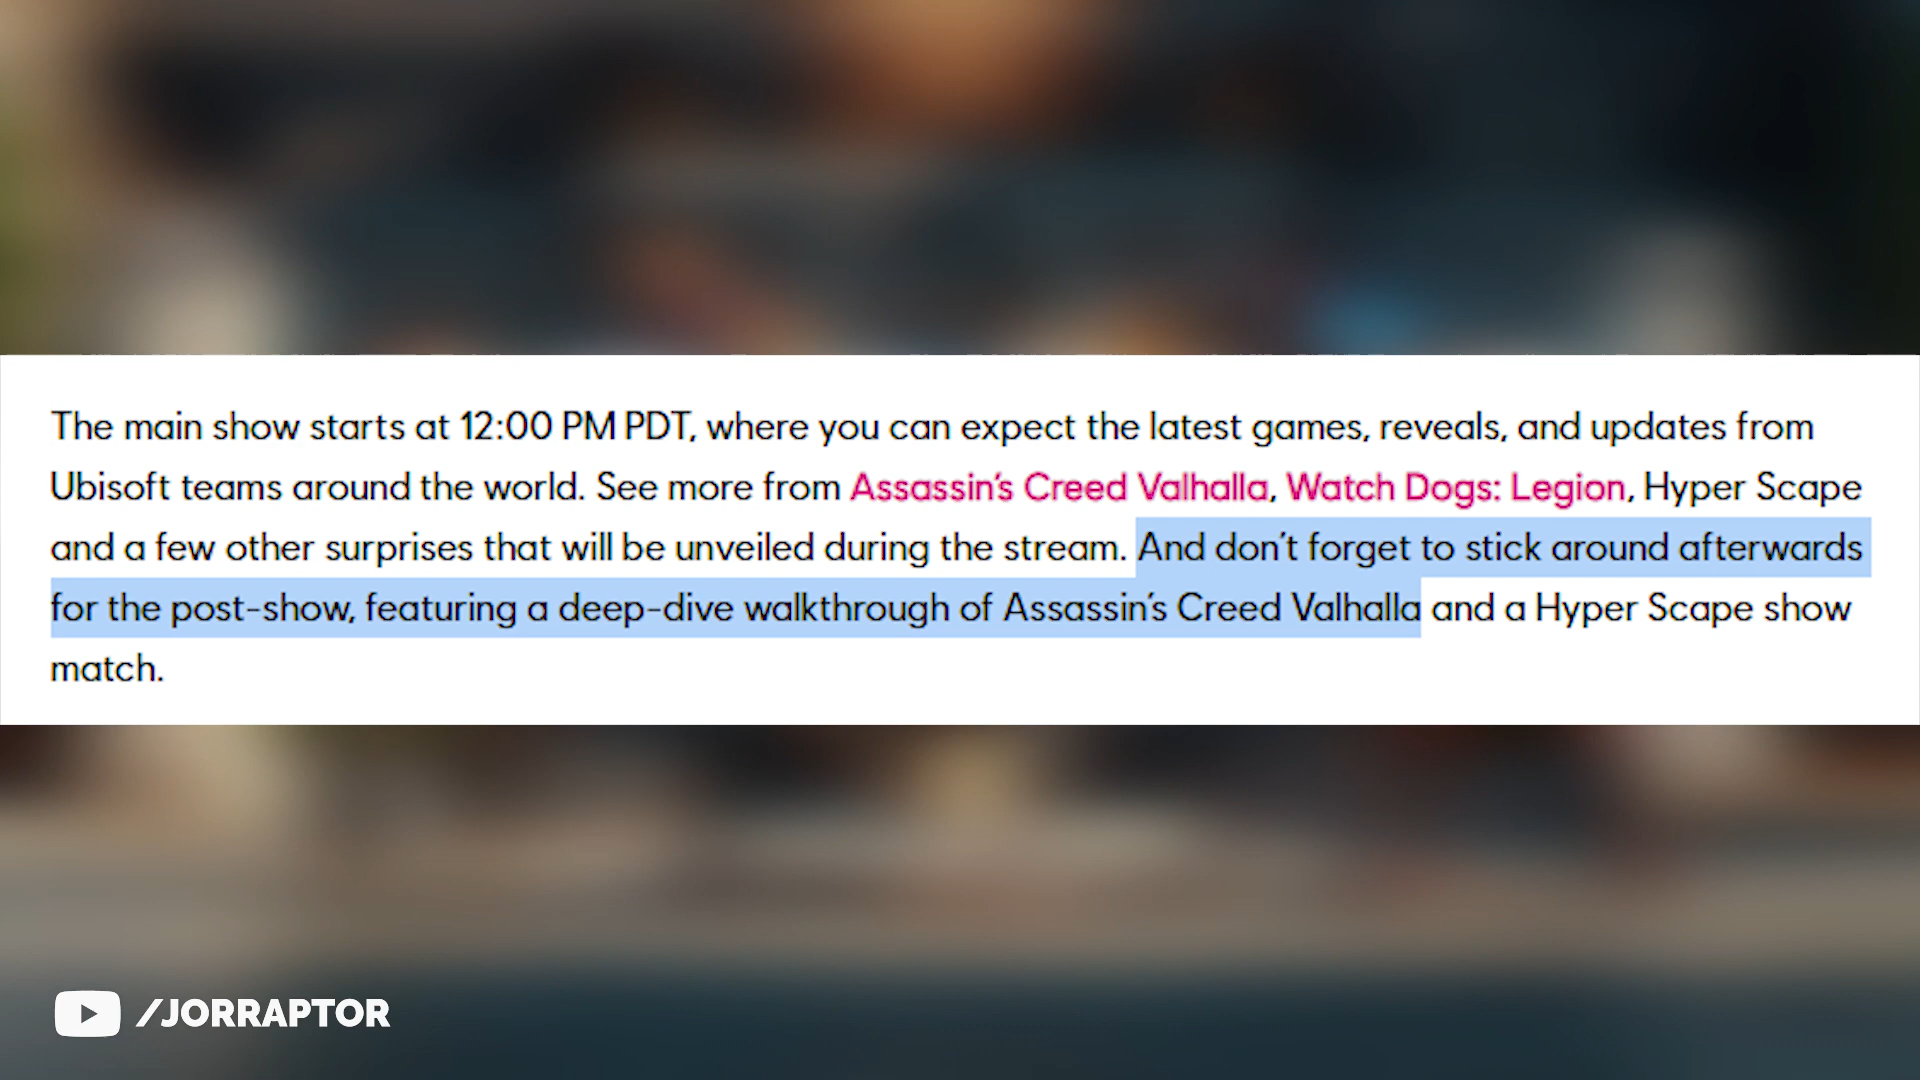 The main show starts at 12:00 PM PDT, where you can expect the latest games, reveals, and updates from
Ubisoft teams around the world. See more from Assassin's Creed Valhalla, Watch Dogs: Legion, Hyper Scape
and a few other surprises that will be unveiled during the stream. And don't forget to stick around afterwards
for the post-show, featuring a deep-dive walkthrough of Assassin's Creed Valhalla and a Hyper Scape show
match.
/JORRAPTOR